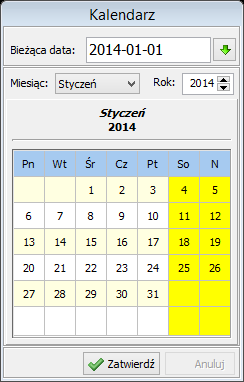 Kalendarz
Bieżąca data: 2014-01-01
Miesiąc: Styczeń Rok: 2014
Styczeń
2014
Pn Wt Śr Cz Pt So N
1 2 3 4 5
6 7 8 9 10 11 12
13 14 15 16 17 18 19
20 21 22 23 24 25 26
27 28 29 30 31
Zatwierdź Anuluj